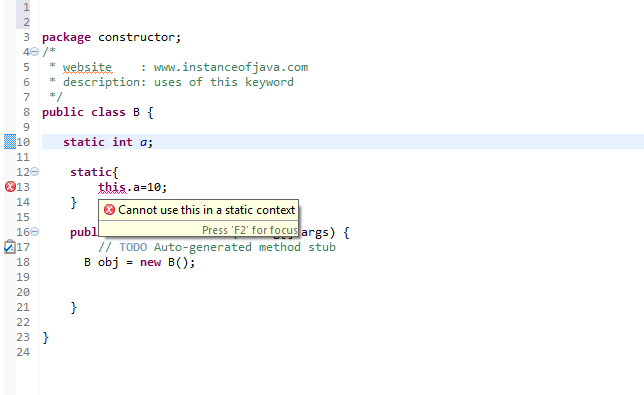 1
2
3 package constructor;
4 /*
5 * website : www.instanceofjava.com
6 * description: uses of this keyword
7 */
8 public class B {
9
10 static int a;
11
12 static{
13 this.a=10;
14 }
Cannot use this in a static context
15
Press 'F2' for focus
16 args) {
17 // TODO Auto-generated method stub
18 B obj = new B();
19
20
21 }
22
23 }
24